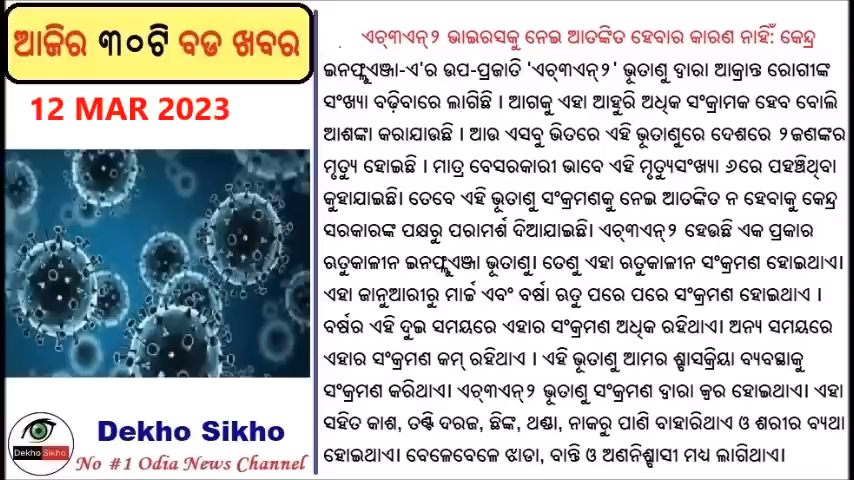 ଆଜିର ୩୦ଟି ବଡ ଖବର
12 MAR 2023
Dekho Sikho
Dekho Sikho
No #1 Odia News Channel
ଏଚ୍୩ଏନ୍୨ ଭାଇରସକୁ ନେଇ ଆତଙ୍କିତ ହେବାର କାରଣ ନାହିଁ: କେନ୍ଦ୍ର
ଇନଫ୍ଲୁଏଞ୍ଜା-ଏ'ର ଉପ-ପ୍ରଜାତି 'ଏଚ୍୩ଏନ୍୨' ଭୂତାଣୁ ଦ୍ୱାରା ଆକ୍ରାନ୍ତ ରୋଗୀଙ୍କ
ସଂଖ୍ୟା ବଢ଼ିବାରେ ଲାଗିଛି । ଆଗକୁ ଏହା ଆହୁରି ଅଧିକ ସଂକ୍ରାମକ ହେବ ବୋଲି
ଆଶଙ୍କା କରାଯାଉଛି । ଆଉ ଏସବୁ ଭିତରେ ଏହି ଭୂତାଣୁରେ ଦେଶରେ ୨ଜଣଙ୍କର
ମୃତ୍ୟୁ ହୋଇଛି । ମାତ୍ର ବେସରକାରୀ ଭାବେ ଏହି ମୃତ୍ୟୁସଂଖ୍ୟା ୬ରେ ପହଞ୍ଚିଥିବା
କୁହାଯାଇଛି। ତେବେ ଏହି ଭୂତାଣୁ ସଂକ୍ରମଣକୁ ନେଇ ଆତଙ୍କିତ ନ ହେବାକୁ କେନ୍ଦ୍ର
ସରକାରଙ୍କ ପକ୍ଷରୁ ପରାମର୍ଶ ଦିଆଯାଇଛି। ଏଚ୍୩ଏନ୍୨ ହେଉଛି ଏକ ପ୍ରକାର
ଋତୁକାଳୀନ ଇନଫ୍ଲୁଏଞ୍ଜା ଭୂତାଣୁ। ତେଣୁ ଏହା ଋତୁକାଳୀନ ସଂକ୍ରମଣ ହୋଇଥାଏ।
ଏହା ଜାନୁଆରୀରୁ ମାର୍ଚ୍ଚ ଏବଂ ବର୍ଷା ଋତୁ ପରେ ପରେ ସଂକ୍ରମଣ ହୋଇଥାଏ ।
ବର୍ଷର ଏହି ଦୁଇ ସମୟରେ ଏହାର ସଂକ୍ରମଣ ଅଧିକ ରହିଥାଏ। ଅନ୍ୟ ସମୟରେ
ଏହାର ସଂକ୍ରମଣ କମ୍ ରହିଥାଏ । ଏହି ଭୂତାଣୁ ଆମର ଶ୍ୱାସକ୍ରିୟା ବ୍ୟବସ୍ଥାକୁ
ସଂକ୍ରମଣ କରିଥାଏ। ଏଚ୍୩ଏନ୍୨ ଭୂତାଣୁ ସଂକ୍ରମଣ ଦ୍ୱାରା ଜ୍ୱର ହୋଇଥାଏ। ଏହା
ସହିତ କାଶ, ତଣ୍ଟି ଦରଜ, ଛିଙ୍କ, ଥଣ୍ଡା, ନାକରୁ ପାଣି ବାହାରିଥାଏ ଓ ଶରୀର ବ୍ୟଥା
ହୋଇଥାଏ। ବେଳେବେଳେ ଝାଡା, ବାନ୍ତି ଓ ଅଣନିଶ୍ୱାସୀ ମଧ୍ୟ ଲାଗିଥାଏ।